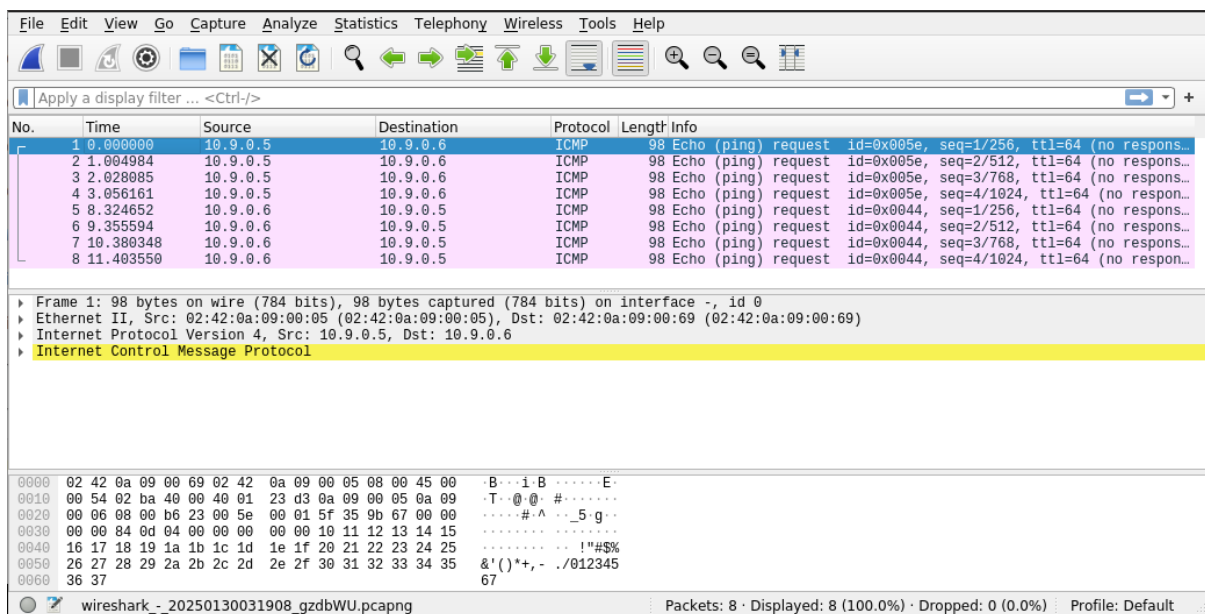 File Edit View Go Capture Analyze Statistics Telephony Wireless Tools Help
Apply a display filter ... <Ctrl-/>
No. Time Source Destination Protocol Length Info
1 0.000000 10.9.0.5 10.9.0.6 ICMP 98 Echo (ping) request id=0x005e, seq=1/256, ttl=64 (no respons…
2 1.004984 10.9.0.5 10.9.0.6 ICMP 98 Echo (ping) request id=0x005e, seq=2/512, ttl=64 (no respons…
3 2.028085 10.9.0.5 10.9.0.6 ICMP 98 Echo (ping) request id=0x005e, seq=3/768, ttl=64 (no respons…
4 3.056161 10.9.0.5 10.9.0.6 ICMP 98 Echo (ping) request id=0x005e, seq=4/1024, ttl=64 (no respon…
5 8.324652 10.9.0.6 10.9.0.5 ICMP 98 Echo (ping) request id=0x0044, seq=1/256, ttl=64 (no respons…
6 9.355594 10.9.0.6 10.9.0.5 ICMP 98 Echo (ping) request id=0x0044, seq=2/512, ttl=64 (no respons…
7 10.380348 10.9.0.6 10.9.0.5 ICMP 98 Echo (ping) request id=0x0044, seq=3/768, ttl=64 (no respons…
8 11.403550 10.9.0.6 10.9.0.5 ICMP 98 Echo (ping) request id=0x0044, seq=4/1024, ttl=64 (no respon…
Frame 1: 98 bytes on wire (784 bits), 98 bytes captured (784 bits) on interface -, id 0
Ethernet II, Src: 02:42:0a:09:00:05 (02:42:0a:09:00:05), Dst: 02:42:0a:09:00:69 (02:42:0a:09:00:69)
Internet Protocol Version 4, Src: 10.9.0.5, Dst: 10.9.0.6
Internet Control Message Protocol
0000 02 42 0a 09 00 69 02 42 0a 09 00 05 08 00 45 00 ·B···i·B ······E·
0010 00 54 02 ba 40 00 40 01 23 d3 0a 09 00 05 0a 09 ·T··@·@· #·······
0020 00 06 08 00 b6 23 00 5e 00 01 5f 35 9b 67 00 00 ·····#·^ ··_5·g··
0030 00 00 84 0d 04 00 00 00 00 00 10 11 12 13 14 15 ········ ········
0040 16 17 18 19 1a 1b 1c 1d 1e 1f 20 21 22 23 24 25 ········ ·· !"#$%
0050 26 27 28 29 2a 2b 2c 2d 2e 2f 30 31 32 33 34 35 &'()*+,- ./012345
0060 36 37 67
wireshark_-_20250130031908_gzdbWU.pcapng Packets: 8 · Displayed: 8 (100.0%) · Dropped: 0 (0.0%) Profile: Default